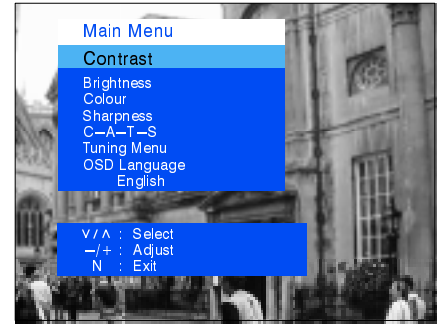 Main Menu
Contrast
Brightness
Colour
Sharpness
C–A–T–S
Tuning Menu
OSD Language
English
∨/∧ : Select
–/+ : Adjust
N : Exit